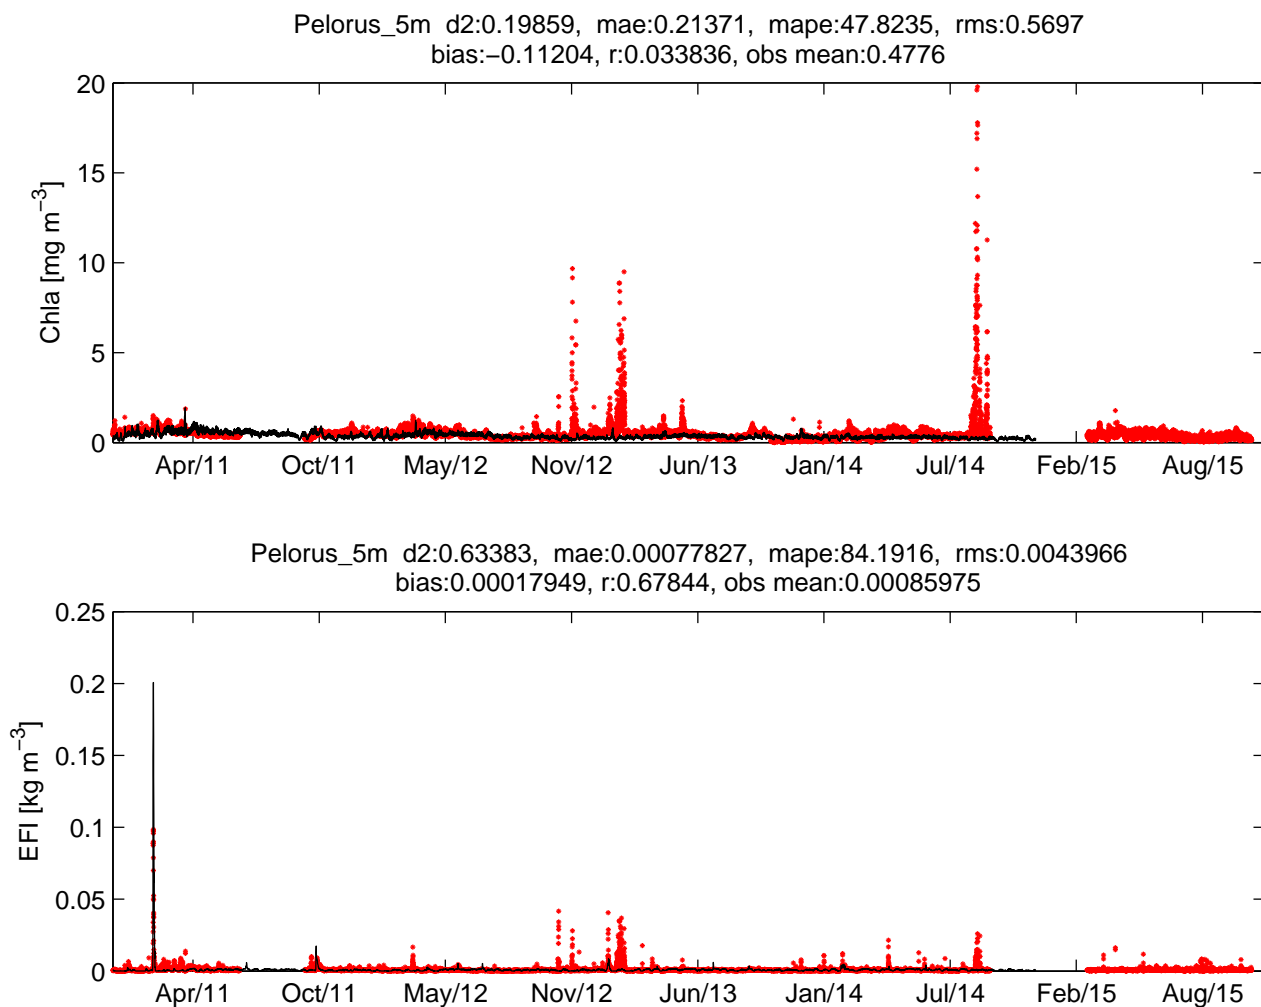 Pelorus_5m  d2:0.19859,  mae:0.21371,  mape:47.8235,  rms:0.5697
bias:−0.11204, r:0.033836, obs mean:0.4776
20
15
10
5
0
Chla [mg m−3]
Apr/11 Oct/11 May/12 Nov/12 Jun/13 Jan/14 Jul/14 Feb/15 Aug/15
Pelorus_5m  d2:0.63383,  mae:0.00077827,  mape:84.1916,  rms:0.0043966
bias:0.00017949, r:0.67844, obs mean:0.00085975
0.25
0.2
0.15
0.1
0.05
0
EFI [kg m−3]
Apr/11 Oct/11 May/12 Nov/12 Jun/13 Jan/14 Jul/14 Feb/15 Aug/15